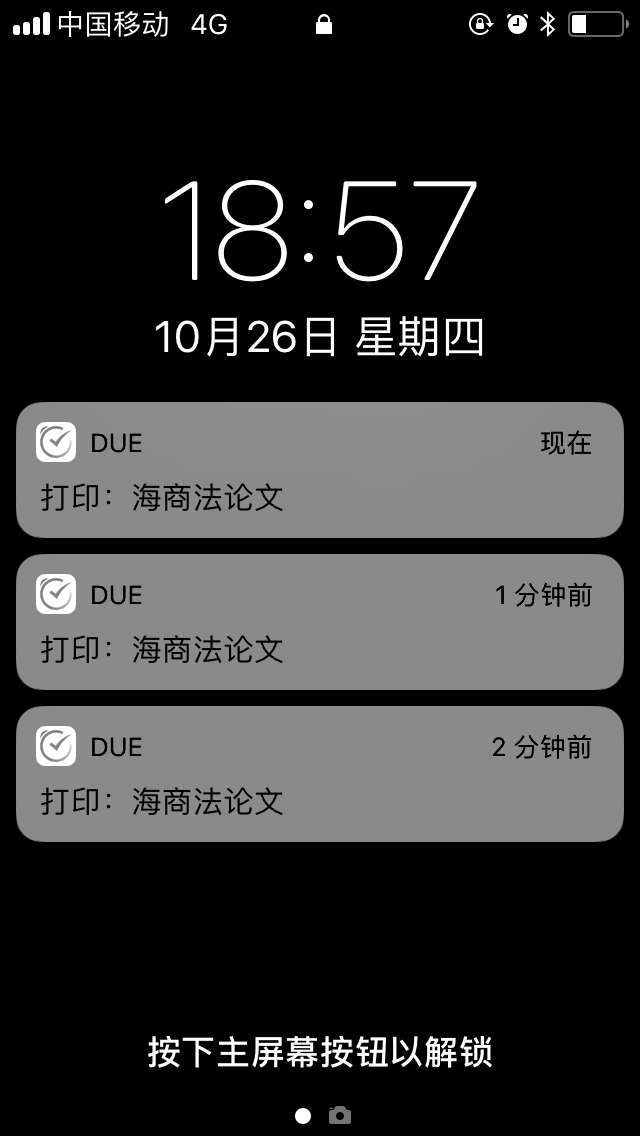 中国移动 4G
18:57
10月26日 星期四
DUE 现在
打印：海商法论文
DUE 1 分钟前
打印：海商法论文
DUE 2 分钟前
打印：海商法论文
按下主屏幕按钮以解锁